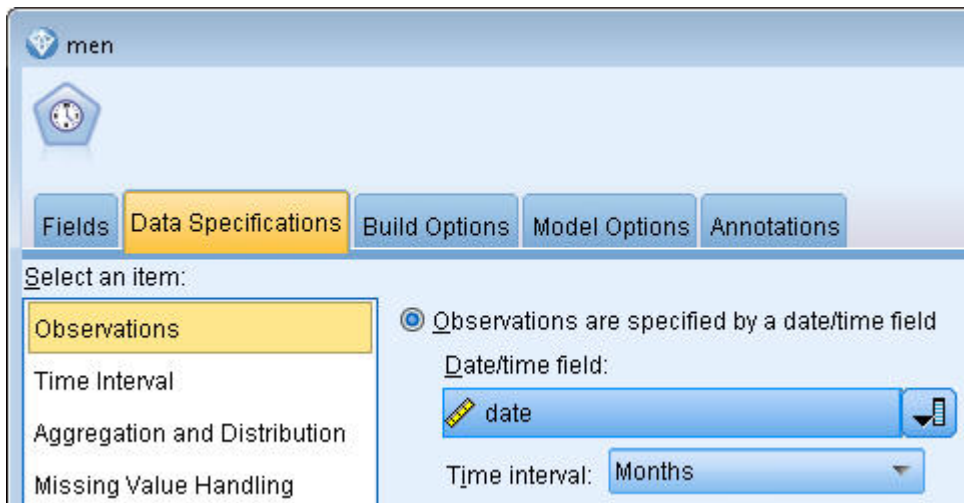 men
Fields Data Specifications Build Options Model Options Annotations
Select an item:
Observations
Time Interval
Aggregation and Distribution
Missing Value Handling
Observations are specified by a date/time field
Date/time field:
date
Time interval: Months